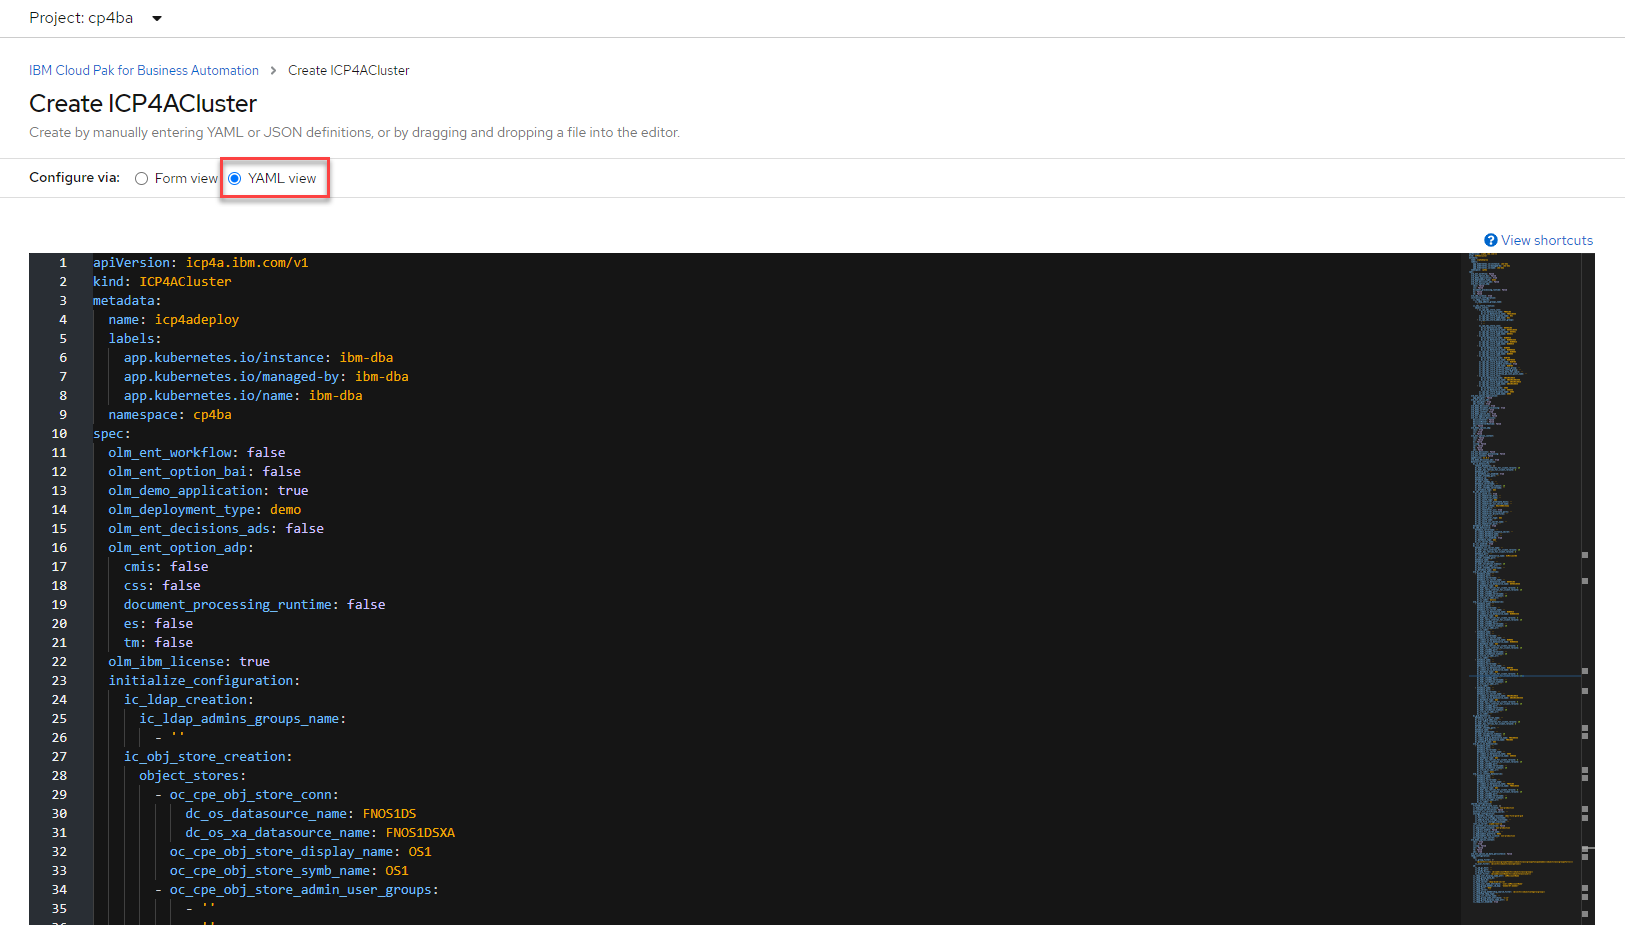 Project: cp4ba
IBM Cloud Pak for Business Automation > Create ICP4ACluster
Create ICP4ACluster
Create by manually entering YAML or JSON definitions, or by dragging and dropping a file into the editor.
Configure via: Form view YAML view
View shortcuts
1 apiVersion: icp4a.ibm.com/v1
2 kind: ICP4ACluster
3 metadata:
4 name: icp4adeploy
5 labels:
6 app.kubernetes.io/instance: ibm-dba
7 app.kubernetes.io/managed-by: ibm-dba
8 app.kubernetes.io/name: ibm-dba
9 namespace: cp4ba
10 spec:
11 olm_ent_workflow: false
12 olm_ent_option_bai: false
13 olm_demo_application: true
14 olm_deployment_type: demo
15 olm_ent_decisions_ads: false
16 olm_ent_option_adp:
17 cmis: false
18 css: false
19 document_processing_runtime: false
20 es: false
21 tm: false
22 olm_ibm_license: true
23 initialize_configuration:
24 ic_ldap_creation:
25 ic_ldap_admins_groups_name:
26 - ''
27 ic_obj_store_creation:
28 object_stores:
29 - oc_cpe_obj_store_conn:
30 dc_os_datasource_name: FNOS1DS
31 dc_os_xa_datasource_name: FNOS1DSXA
32 oc_cpe_obj_store_display_name: OS1
33 oc_cpe_obj_store_symb_name: OS1
34 - oc_cpe_obj_store_admin_user_groups:
35 - ''